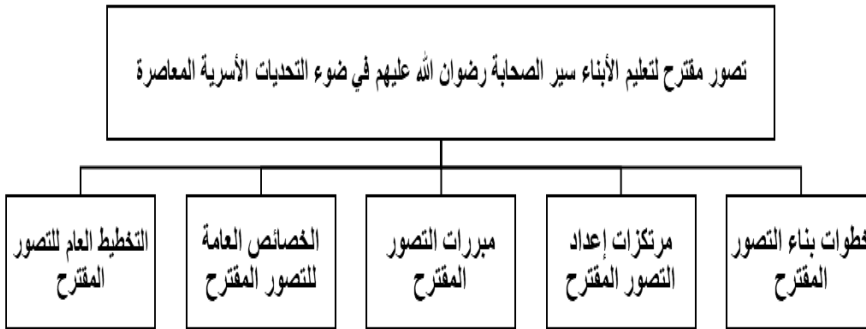 تصور مقترح لتعليم الأبناء سير الصحابة رضوان الله عليهم في ضوء التحديات الأسرية المعاصرة
خطوات بناء التصور
المقترح
مرتكزات إعداد
التصور المقترح
مبررات التصور
المقترح
الخصائص العامة
للتصور المقترح
التخطيط العام للتصور
المقترح